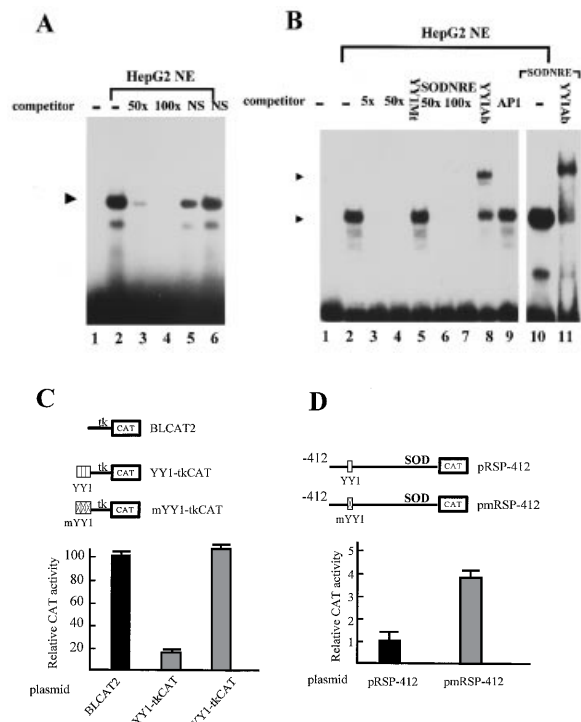 A
HepG2 NE
competitor – – 50x 100x NS NS
1 2 3 4 5 6
B
HepG2 NE
SODNRE
competitor – – 5x 50x YY1Mt SODNRE 50x 100x YY1Ab AP1 – YY1Ab
1 2 3 4 5 6 7 8 9 10 11
C
tk CAT BLCAT2
tk CAT YY1-tkCAT
YY1
tk CAT mYY1-tkCAT
mYY1
Relative CAT activity
100
80
60
40
20
plasmid
BLCAT2
YY1-tkCAT
YY1-tkCAT
D
-412 SOD CAT pRSP-412
YY1
-412 SOD CAT pmRSP-412
mYY1
Relative CAT activity
5
4
3
2
1
plasmid pRSP-412 pmRSP-412